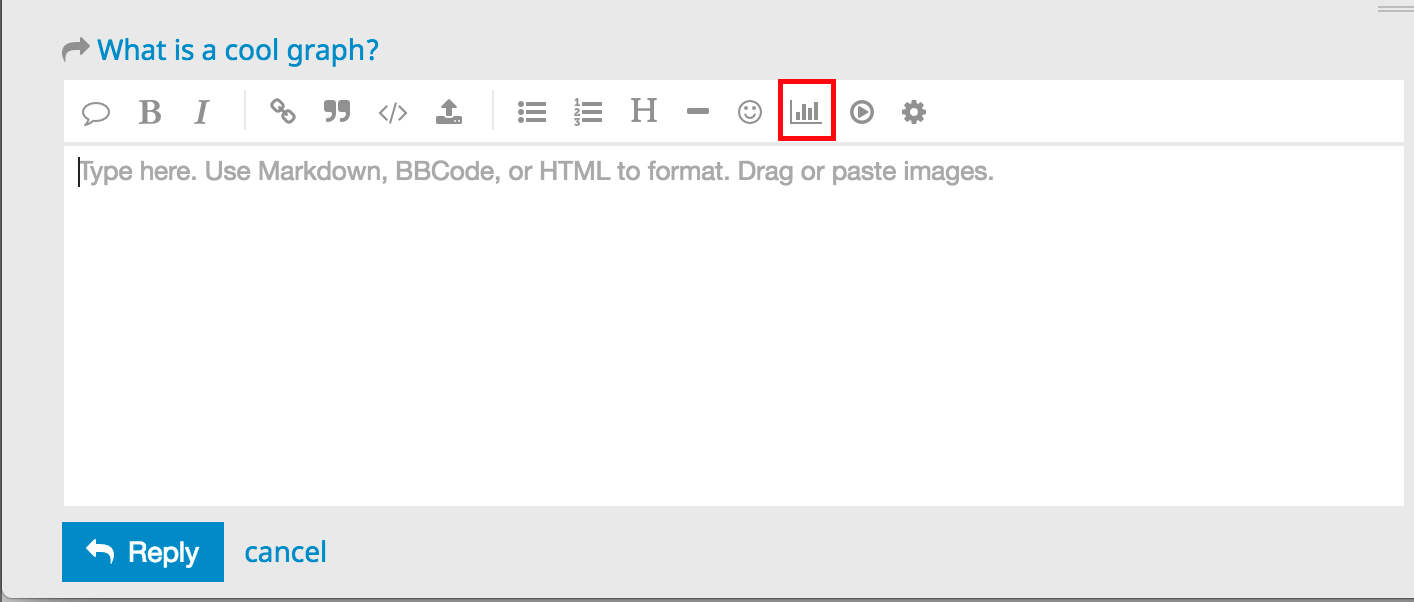 What is a cool graph?
B I H
Type here. Use Markdown, BBCode, or HTML to format. Drag or paste images.
Reply cancel